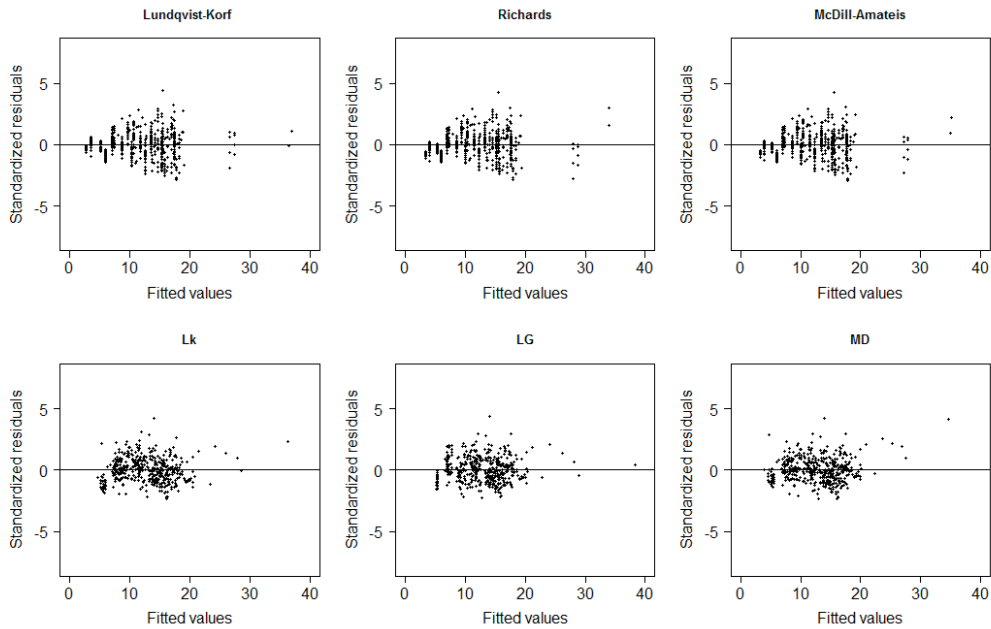 Lundqvist-Korf
Richards
McDill-Amateis
Standardized residuals
5
0
-5
0 10 20 30 40
Fitted values
Standardized residuals
5
0
-5
0 10 20 30 40
Fitted values
Standardized residuals
5
0
-5
0 10 20 30 40
Fitted values
Lk
LG
MD
Standardized residuals
5
0
-5
0 10 20 30 40
Fitted values
Standardized residuals
5
0
-5
0 10 20 30 40
Fitted values
Standardized residuals
5
0
-5
0 10 20 30 40
Fitted values